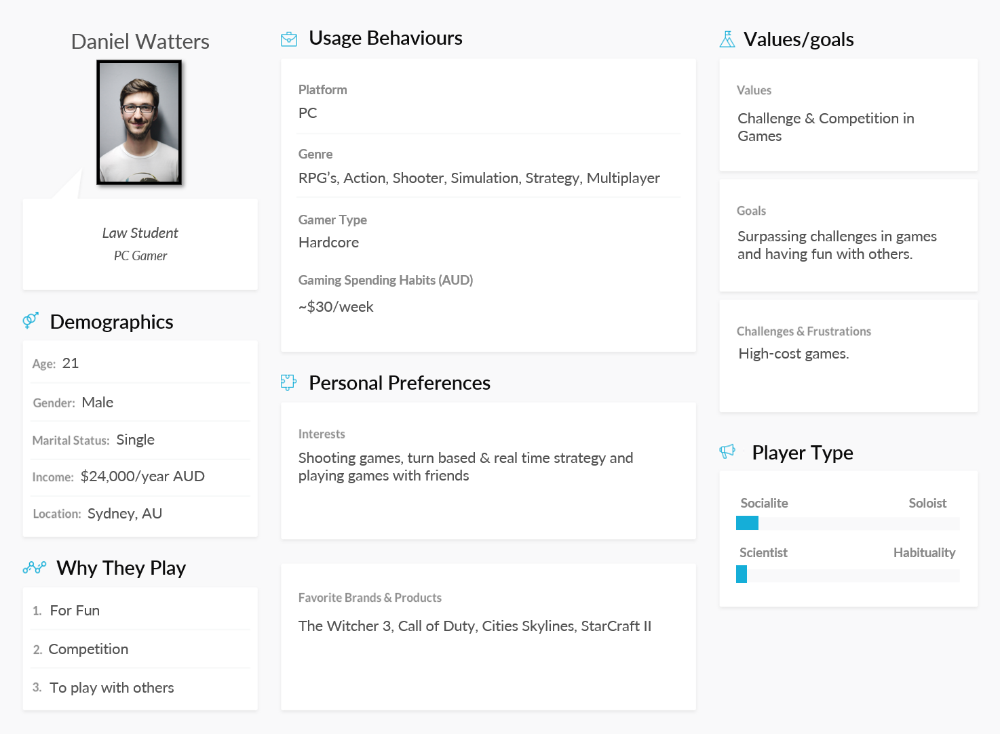 Daniel Watters
Law Student
PC Gamer
Demographics
Age: 21
Gender: Male
Marital Status: Single
Income: $24,000/year AUD
Location: Sydney, AU
Why They Play
1. For Fun
2. Competition
3. To play with others
Usage Behaviours
Platform
PC
Genre
RPG’s, Action, Shooter, Simulation, Strategy, Multiplayer
Gamer Type
Hardcore
Gaming Spending Habits (AUD)
~$30/week
Personal Preferences
Interests
Shooting games, turn based & real time strategy and
playing games with friends
Favorite Brands & Products
The Witcher 3, Call of Duty, Cities Skylines, StarCraft II
Values/goals
Values
Challenge & Competition in
Games
Goals
Surpassing challenges in games
and having fun with others.
Challenges & Frustrations
High-cost games.
Player Type
Socialite Soloist
Scientist Habituality